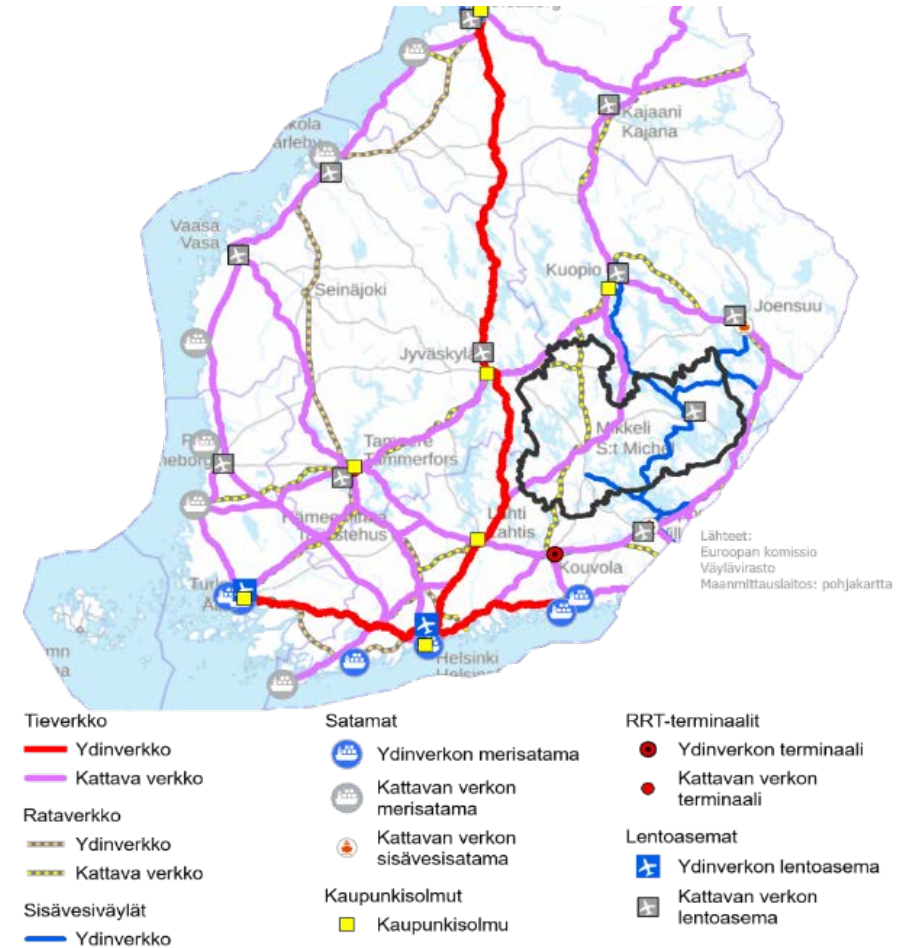 Kajaani
Kajana
Vaasa
Vasa
Kuopio
Seinäjoki
Joensuu
Jyväskylä
Mikkeli
S:t Michel
Tampere
Tammerfors
Lahti
Lahtis
Kouvola
Helsinki
Lähteet:
Euroopan komissio
Väylävirasto
Maanmittauslaitos: pohjakartta
Tieverkko
Ydinverkko
Kattava verkko
Rataverkko
Ydinverkko
Kattava verkko
Sisävesiväylät
Ydinverkko
Satamat
Ydinverkon merisatama
Kattavan verkon
merisatama
Kattavan verkon
sisävesisatama
Kaupunkisolmut
Kaupunkisolmu
RRT-terminaalit
Ydinverkon terminaali
Kattavan verkon
terminaali
Lentoasemat
Ydinverkon lentoasema
Kattavan verkon
lentoasema